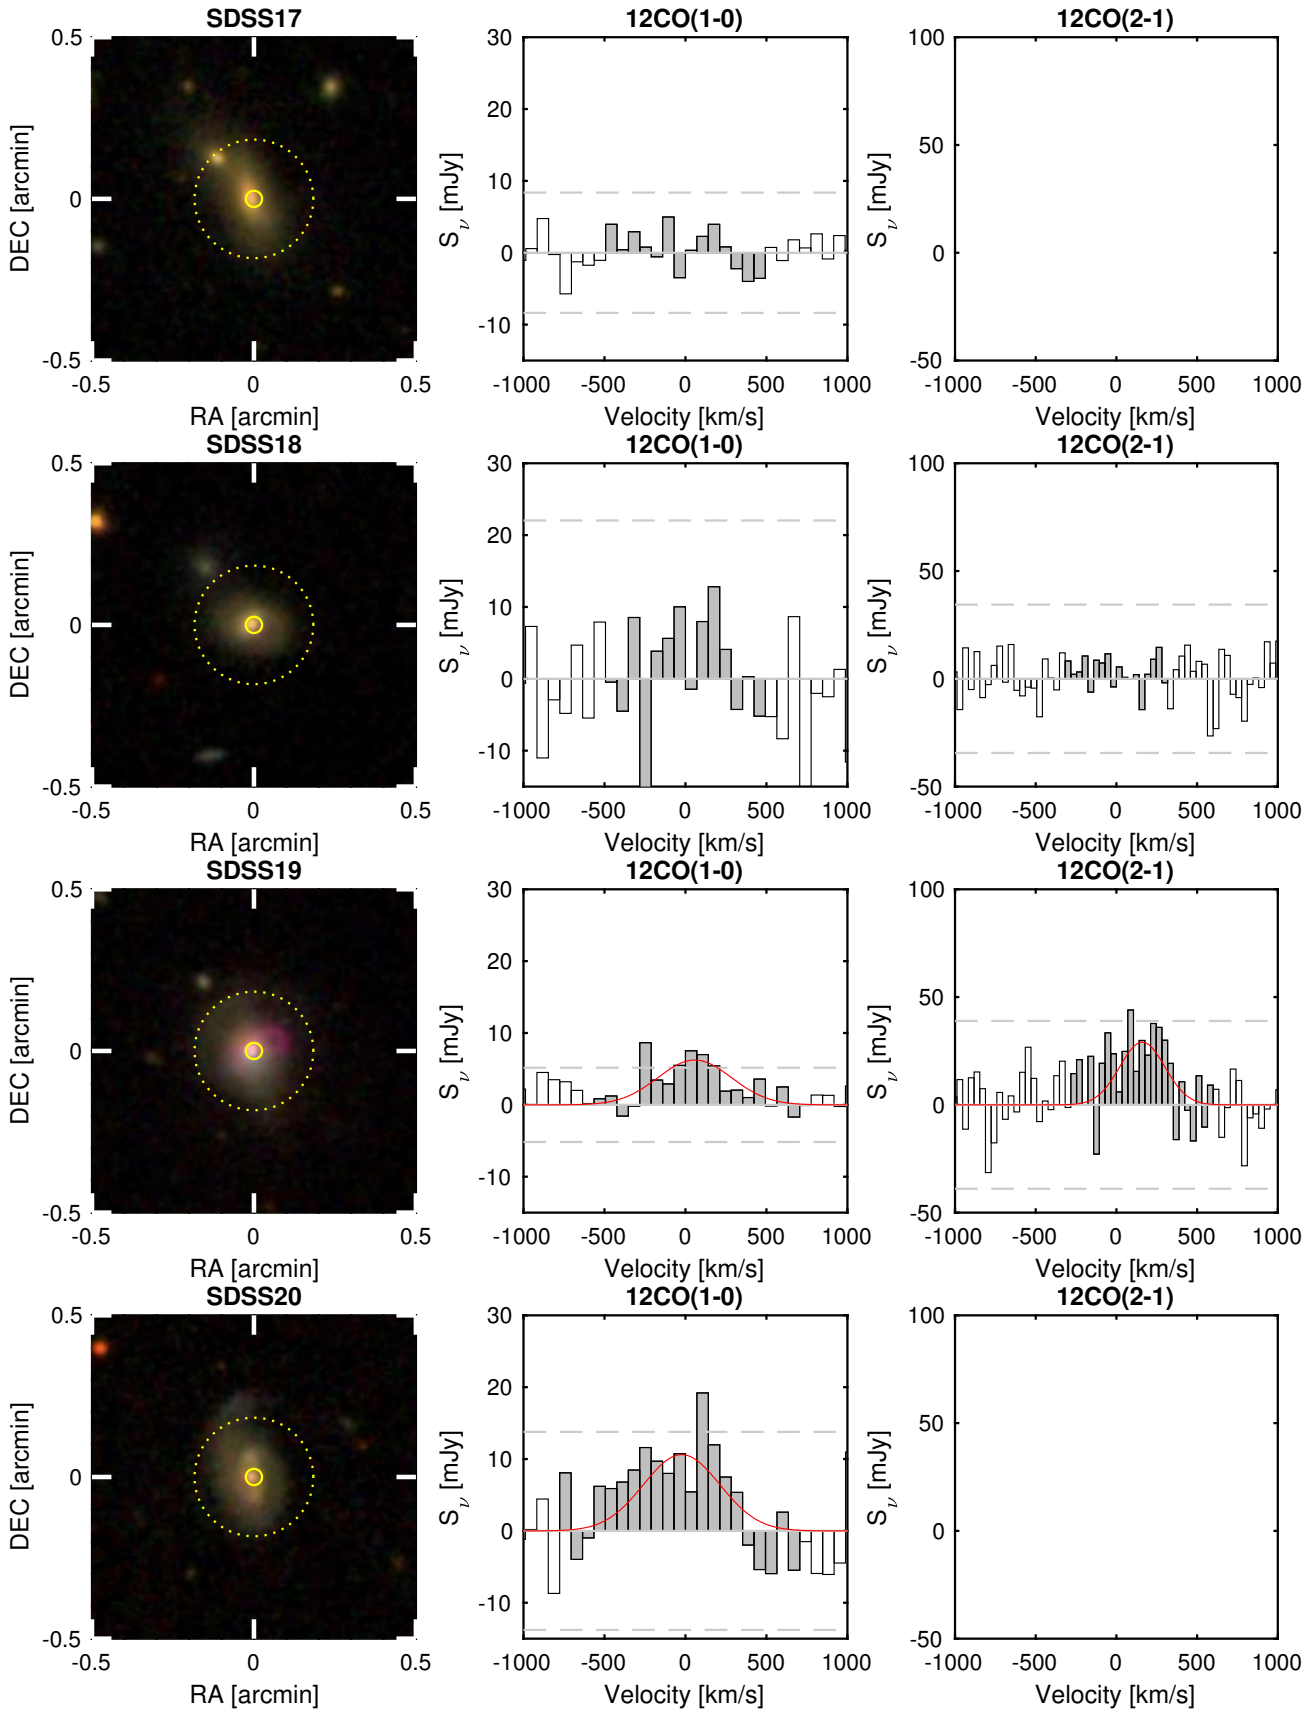 SDSS17 12CO(1-0) 12CO(2-1)
0.5 30 100
20
50
DEC [arcmin] 0 S_ν [mJy] 10 S_ν [mJy]
0 0
-10
-0.5 -50
-0.5 0 0.5 -1000 -500 0 500 1000 -1000 -500 0 500 1000
RA [arcmin] Velocity [km/s] Velocity [km/s]
SDSS18 12CO(1-0) 12CO(2-1)
0.5 30 100
20
50
DEC [arcmin] 0 S_ν [mJy] 10 S_ν [mJy]
0 0
-10
-0.5 -50
-0.5 0 0.5 -1000 -500 0 500 1000 -1000 -500 0 500 1000
RA [arcmin] Velocity [km/s] Velocity [km/s]
SDSS19 12CO(1-0) 12CO(2-1)
0.5 30 100
20
50
DEC [arcmin] 0 S_ν [mJy] 10 S_ν [mJy]
0 0
-10
-0.5 -50
-0.5 0 0.5 -1000 -500 0 500 1000 -1000 -500 0 500 1000
RA [arcmin] Velocity [km/s] Velocity [km/s]
SDSS20 12CO(1-0) 12CO(2-1)
0.5 30 100
20
50
DEC [arcmin] 0 S_ν [mJy] 10 S_ν [mJy]
0 0
-10
-0.5 -50
-0.5 0 0.5 -1000 -500 0 500 1000 -1000 -500 0 500 1000
RA [arcmin] Velocity [km/s] Velocity [km/s]